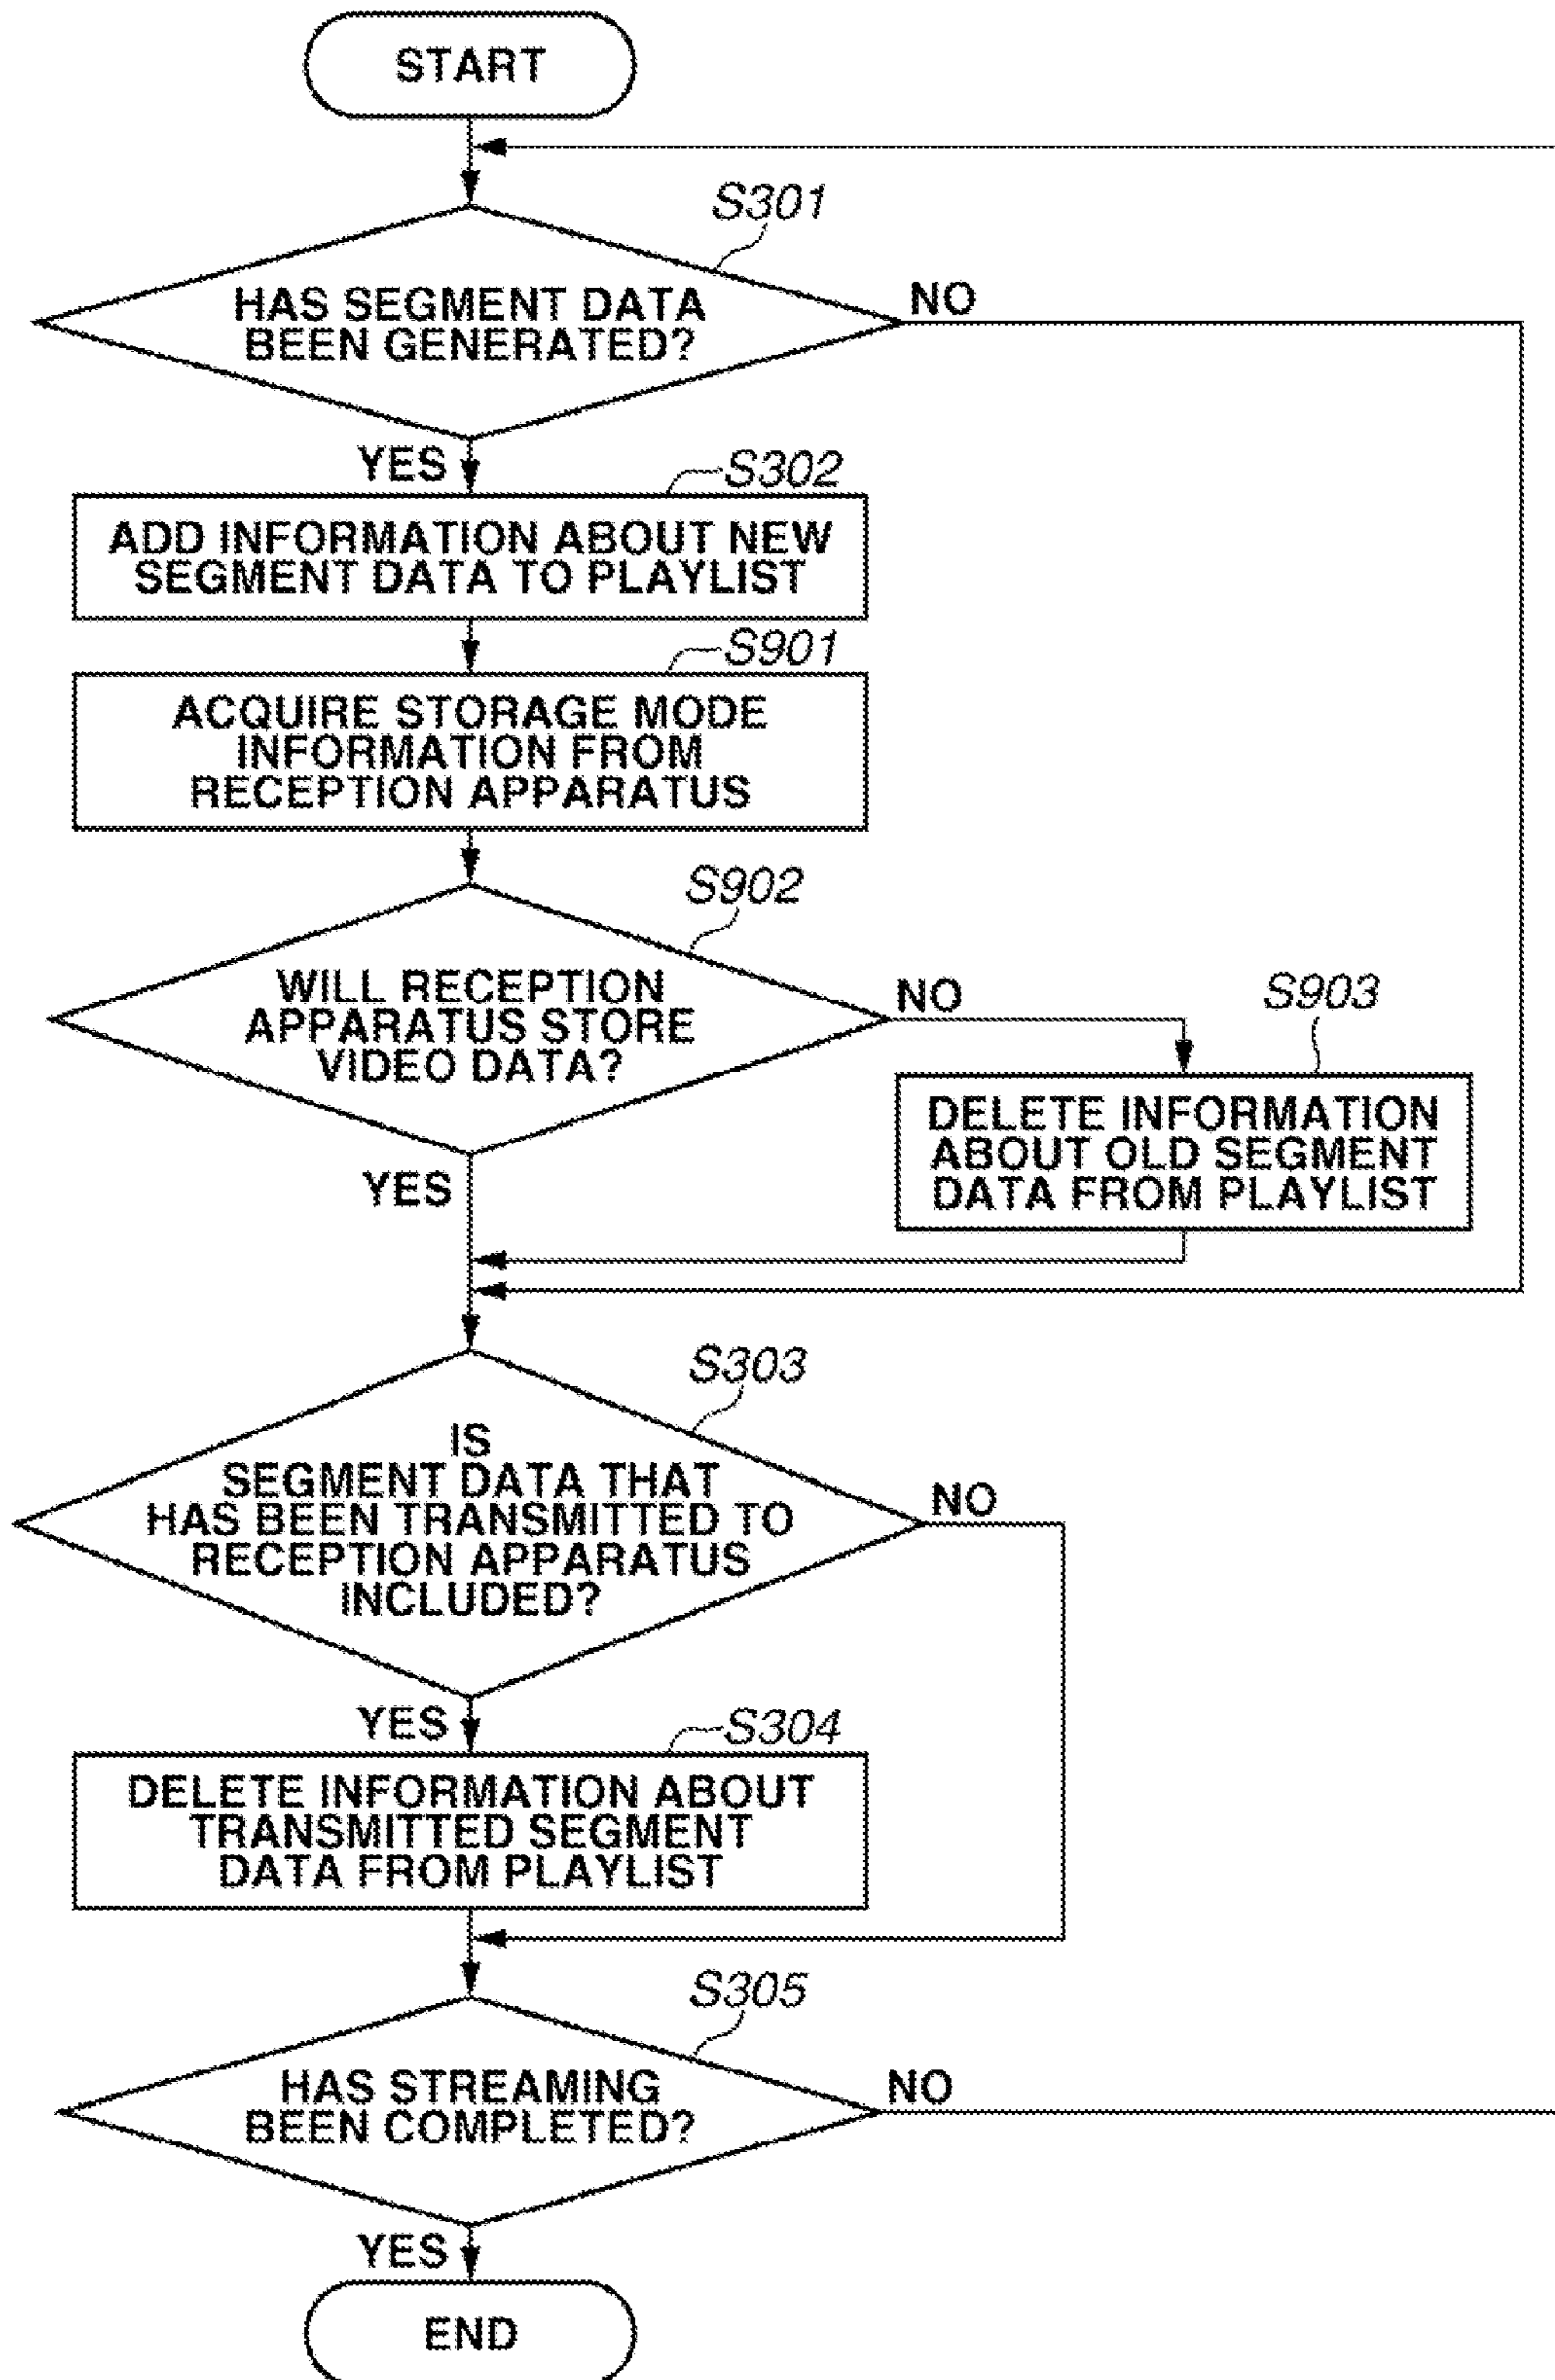 START
S301
HAS SEGMENT DATA
BEEN GENERATED?
NO
YES
S302
ADD INFORMATION ABOUT NEW
SEGMENT DATA TO PLAYLIST
S901
ACQUIRE STORAGE MODE
INFORMATION FROM
RECEPTION APPARATUS
S902
WILL RECEPTION
APPARATUS STORE
VIDEO DATA?
NO
S903
DELETE INFORMATION
ABOUT OLD SEGMENT
DATA FROM PLAYLIST
YES
S303
IS
SEGMENT DATA THAT
HAS BEEN TRANSMITTED TO
RECEPTION APPARATUS
INCLUDED?
NO
YES
S304
DELETE INFORMATION ABOUT
TRANSMITTED SEGMENT
DATA FROM PLAYLIST
S305
HAS STREAMING
BEEN COMPLETED?
NO
YES
END